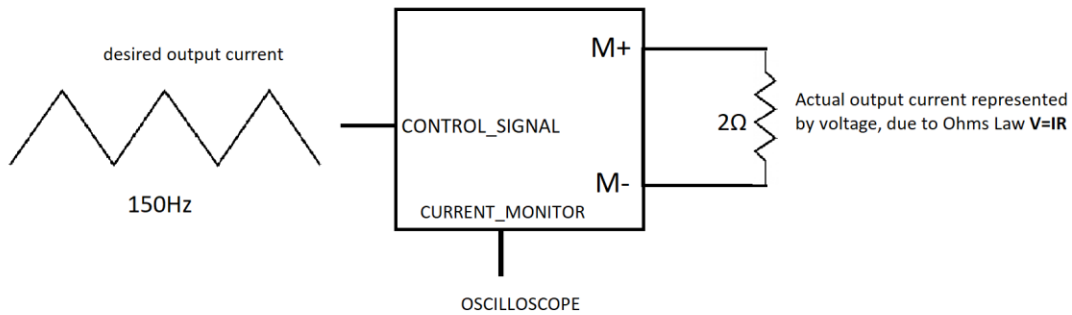 desired output current
150Hz
CONTROL_SIGNAL
M+
M-
CURRENT_MONITOR
OSCILLOSCOPE
2Ω
Actual output current represented
by voltage, due to Ohms Law V=IR